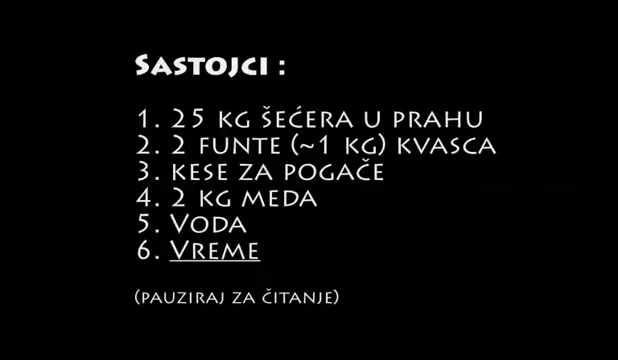 Sastojci :
1. 25 kg šećera u prahu
2. 2 funte (~1 kg) kvasca
3. kese za pogače
4. 2 kg meda
5. Voda
6. Vreme
(pauziraj za čitanje)